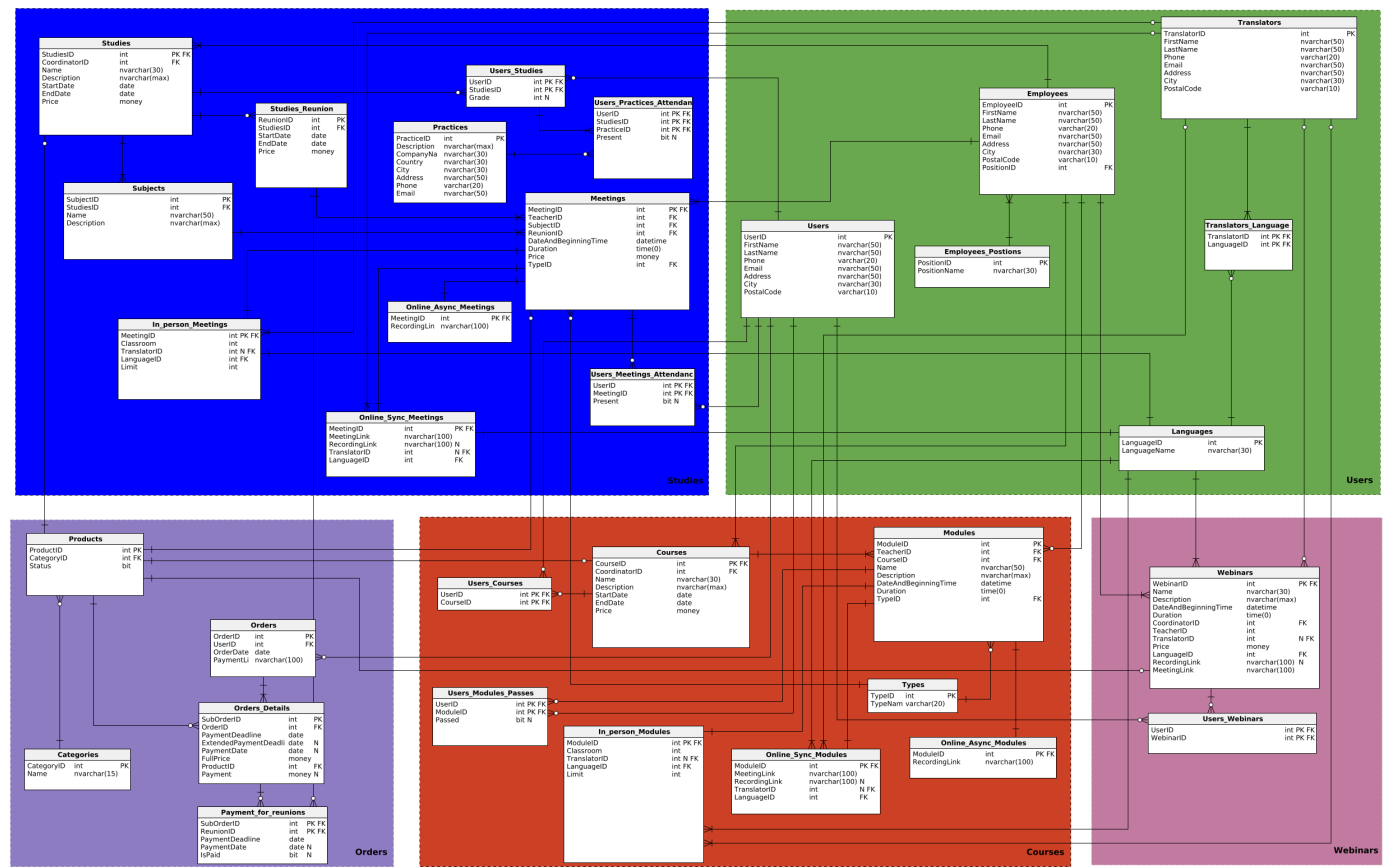 Studies
StudiesID int PK FK
CoordinatorID int FK
Name nvarchar(30)
Description nvarchar(max)
StartDate date
EndDate date
Price money
Users_Studies
UserID int PK FK
StudiesID int PK FK
Grade int N
Studies_Reunion
ReunionID int PK
StudiesID int FK
StartDate date
EndDate date
Price money
Users_Practices_Attendan
UserID int PK FK
StudiesID int PK FK
PracticeID int PK FK
Present bit N
Practices
PracticeID int PK
Description nvarchar(max)
CompanyNa nvarchar(30)
Country nvarchar(30)
City nvarchar(30)
Address nvarchar(50)
Phone varchar(20)
Email nvarchar(50)
Subjects
SubjectID int PK
StudiesID int FK
Name nvarchar(50)
Description nvarchar(max)
Meetings
MeetingID int PK FK
TeacherID int FK
SubjectID int FK
ReunionID int FK
DateAndBeginningTime datetime
Duration time(0)
Price money
TypeID int FK
Online_Async_Meetings
MeetingID int PK FK
RecordingLin nvarchar(100)
In_person_Meetings
MeetingID int PK FK
Classroom int
TranslatorID int N FK
LanguageID int FK
Limit int
Users_Meetings_Attendanc
UserID int PK FK
MeetingID int PK FK
Present bit N
Online_Sync_Meetings
MeetingID int PK FK
MeetingLink nvarchar(100)
RecordingLink nvarchar(100) N
TranslatorID int N FK
LanguageID int FK
Studies
Translators
TranslatorID int PK
FirstName nvarchar(50)
LastName nvarchar(50)
Phone varchar(20)
Email nvarchar(50)
Address nvarchar(50)
City nvarchar(30)
PostalCode varchar(10)
Employees
EmployeeID int PK
FirstName nvarchar(50)
LastName nvarchar(50)
Phone varchar(20)
Email nvarchar(50)
Address nvarchar(50)
City nvarchar(30)
PostalCode varchar(10)
PositionID int FK
Users
UserID int PK
FirstName nvarchar(50)
LastName nvarchar(50)
Phone varchar(20)
Email nvarchar(50)
Address nvarchar(50)
City nvarchar(30)
PostalCode varchar(10)
Employees_Postions
PositionID int PK
PositionName nvarchar(30)
Translators_Language
TranslatorID int PK FK
LanguageID int PK FK
Languages
LanguageID int PK
LanguageName nvarchar(30)
Users
Products
ProductID int PK
CategoryID int FK
Status bit
Orders
OrderID int PK
UserID int FK
OrderDate date
PaymentLi nvarchar(100)
Orders_Details
SubOrderID int PK
OrderID int FK
PaymentDeadline date
ExtendedPaymentDeadli date N
PaymentDate date N
FullPrice money
ProductID int FK
Payment money N
Categories
CategoryID int PK
Name nvarchar(15)
Payment_for_reunions
SubOrderID int PK FK
ReunionID int PK FK
PaymentDeadline date
PaymentDate date N
IsPaid bit N
Orders
Courses
CourseID int PK FK
CoordinatorID int FK
Name nvarchar(30)
Description nvarchar(max)
StartDate date
EndDate date
Price money
Users_Courses
UserID int PK FK
CourseID int PK FK
Modules
ModuleID int PK
TeacherID int FK
CourseID int FK
Name nvarchar(50)
Description nvarchar(max)
DateAndBeginningTime datetime
Duration time(0)
TypeID int FK
Types
TypeID int PK
TypeNam varchar(20)
Users_Modules_Passes
UserID int PK FK
ModuleID int PK FK
Passed bit N
In_person_Modules
ModuleID int PK FK
Classroom int
TranslatorID int N FK
LanguageID int FK
Limit int
Online_Sync_Modules
ModuleID int PK FK
MeetingLink nvarchar(100)
RecordingLink nvarchar(100) N
TranslatorID int N FK
LanguageID int FK
Online_Async_Modules
ModuleID int PK FK
RecordingLink nvarchar(100)
Courses
Webinars
WebinarID int PK FK
Name nvarchar(30)
Description nvarchar(max)
DateAndBeginningTime datetime
Duration time(0)
CoordinatorID int FK
TeacherID int
TranslatorID int N FK
Price money
LanguageID int FK
RecordingLink nvarchar(100) N
MeetingLink nvarchar(100)
Users_Webinars
UserID int PK FK
WebinarID int PK FK
Webinars